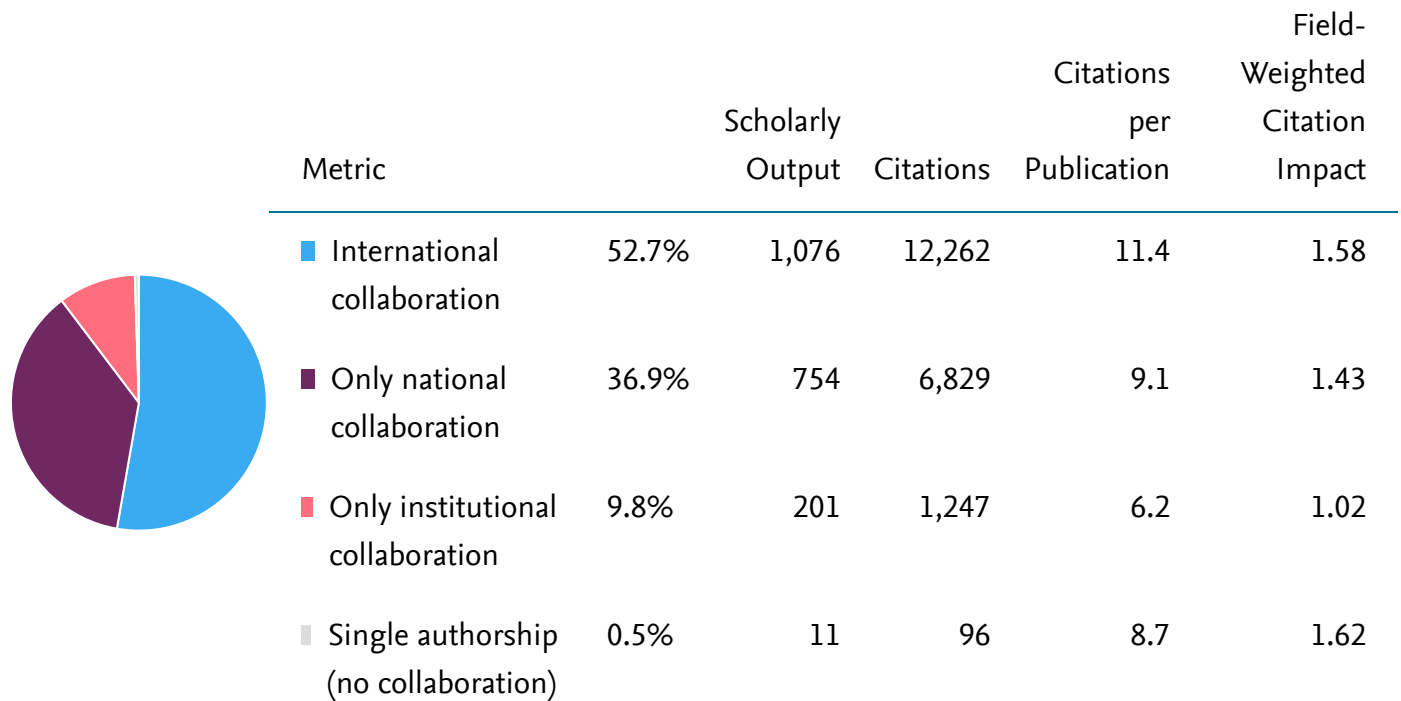 Metric
Scholarly
Output
Citations
Citations
per
Publication
Field-
Weighted
Citation
Impact
International 52.7% 1,076 12,262 11.4 1.58
collaboration
Only national 36.9% 754 6,829 9.1 1.43
collaboration
Only institutional 9.8% 201 1,247 6.2 1.02
collaboration
Single authorship 0.5% 11 96 8.7 1.62
(no collaboration)